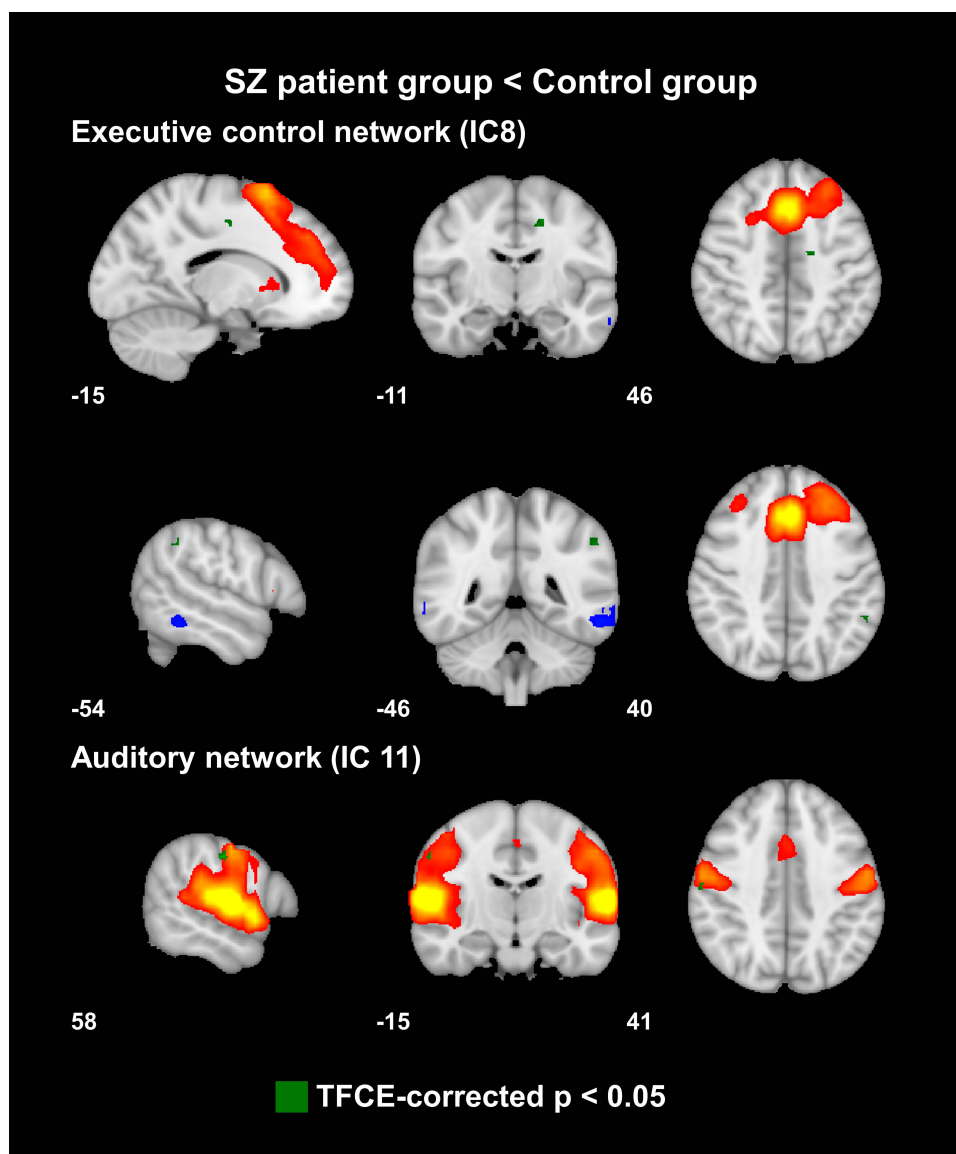 SZ patient group < Control group
Executive control network (IC8)
-15 -11 46
-54 -46 40
Auditory network (IC 11)
58 -15 41
TFCE-corrected p < 0.05